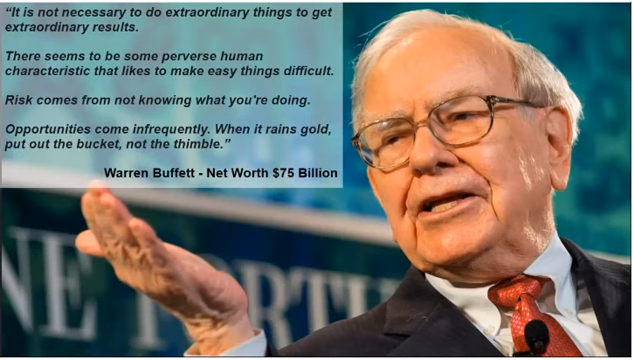 “It is not necessary to do extraordinary things to get
extraordinary results.
There seems to be some perverse human
characteristic that likes to make easy things difficult.
Risk comes from not knowing what you're doing.
Opportunities come infrequently. When it rains gold,
put out the bucket, not the thimble.”
Warren Buffett - Net Worth $75 Billion
NE FORTU